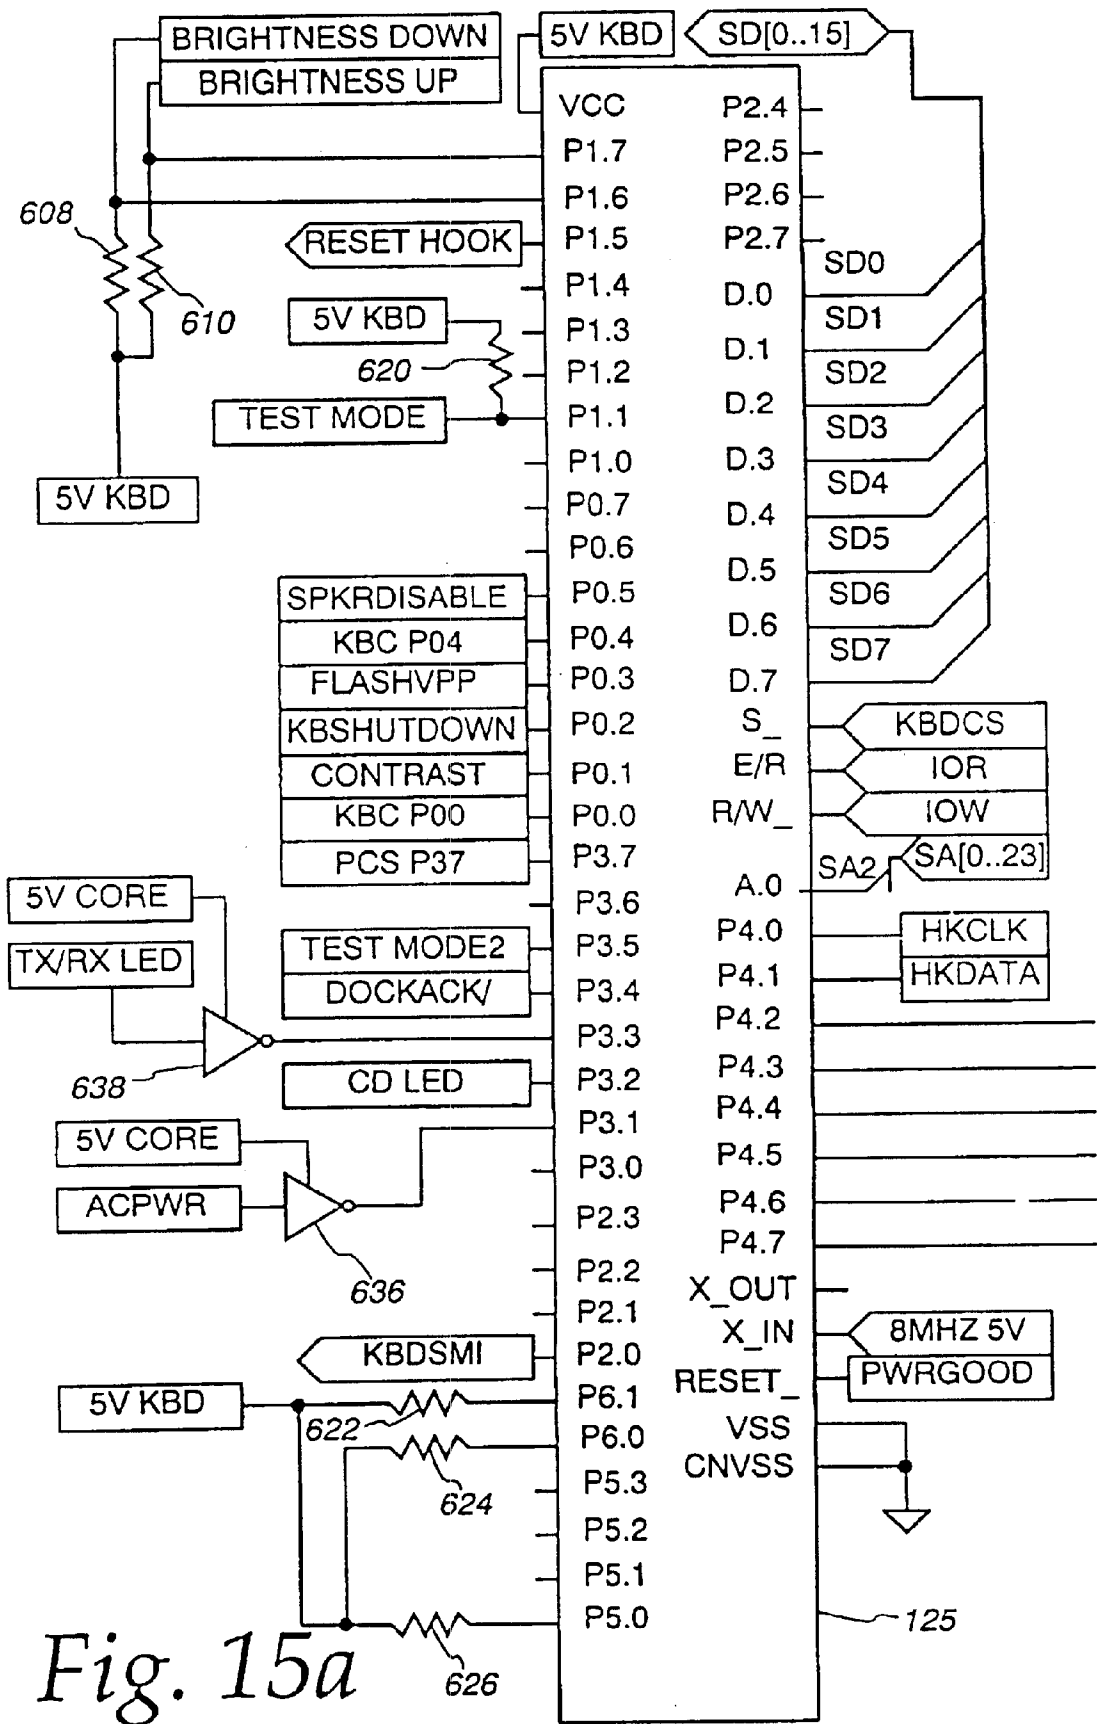 BRIGHTNESS DOWN
BRIGHTNESS UP
5V KBD
SD[0..15]
608
610
5V KBD
RESET HOOK
5V KBD
620
TEST MODE
SPKRDISABLE
KBC P04
FLASHVPP
KBSHUTDOWN
CONTRAST
KBC P00
PCS P37
5V CORE
TX/RX LED
638
TEST MODE2
DOCKACK/
CD LED
5V CORE
ACPWR
636
KBDSMI
5V KBD
622
624
626
VCC
P1.7
P1.6
P1.5
P1.4
P1.3
P1.2
P1.1
P1.0
P0.7
P0.6
P0.5
P0.4
P0.3
P0.2
P0.1
P0.0
P3.7
P3.6
P3.5
P3.4
P3.3
P3.2
P3.1
P3.0
P2.3
P2.2
P2.1
P2.0
P6.1
P6.0
P5.3
P5.2
P5.1
P5.0
P2.4
P2.5
P2.6
P2.7
D.0
D.1
D.2
D.3
D.4
D.5
D.6
D.7
S_
E/R
R/W_
A.0
P4.0
P4.1
P4.2
P4.3
P4.4
P4.5
P4.6
P4.7
X_OUT
X_IN
RESET_
VSS
CNVSS
SD0
SD1
SD2
SD3
SD4
SD5
SD6
SD7
KBDCS
IOR
IOW
SA2
SA[0..23]
HKCLK
HKDATA
8MHZ 5V
PWRGOOD
125
Fig. 15a